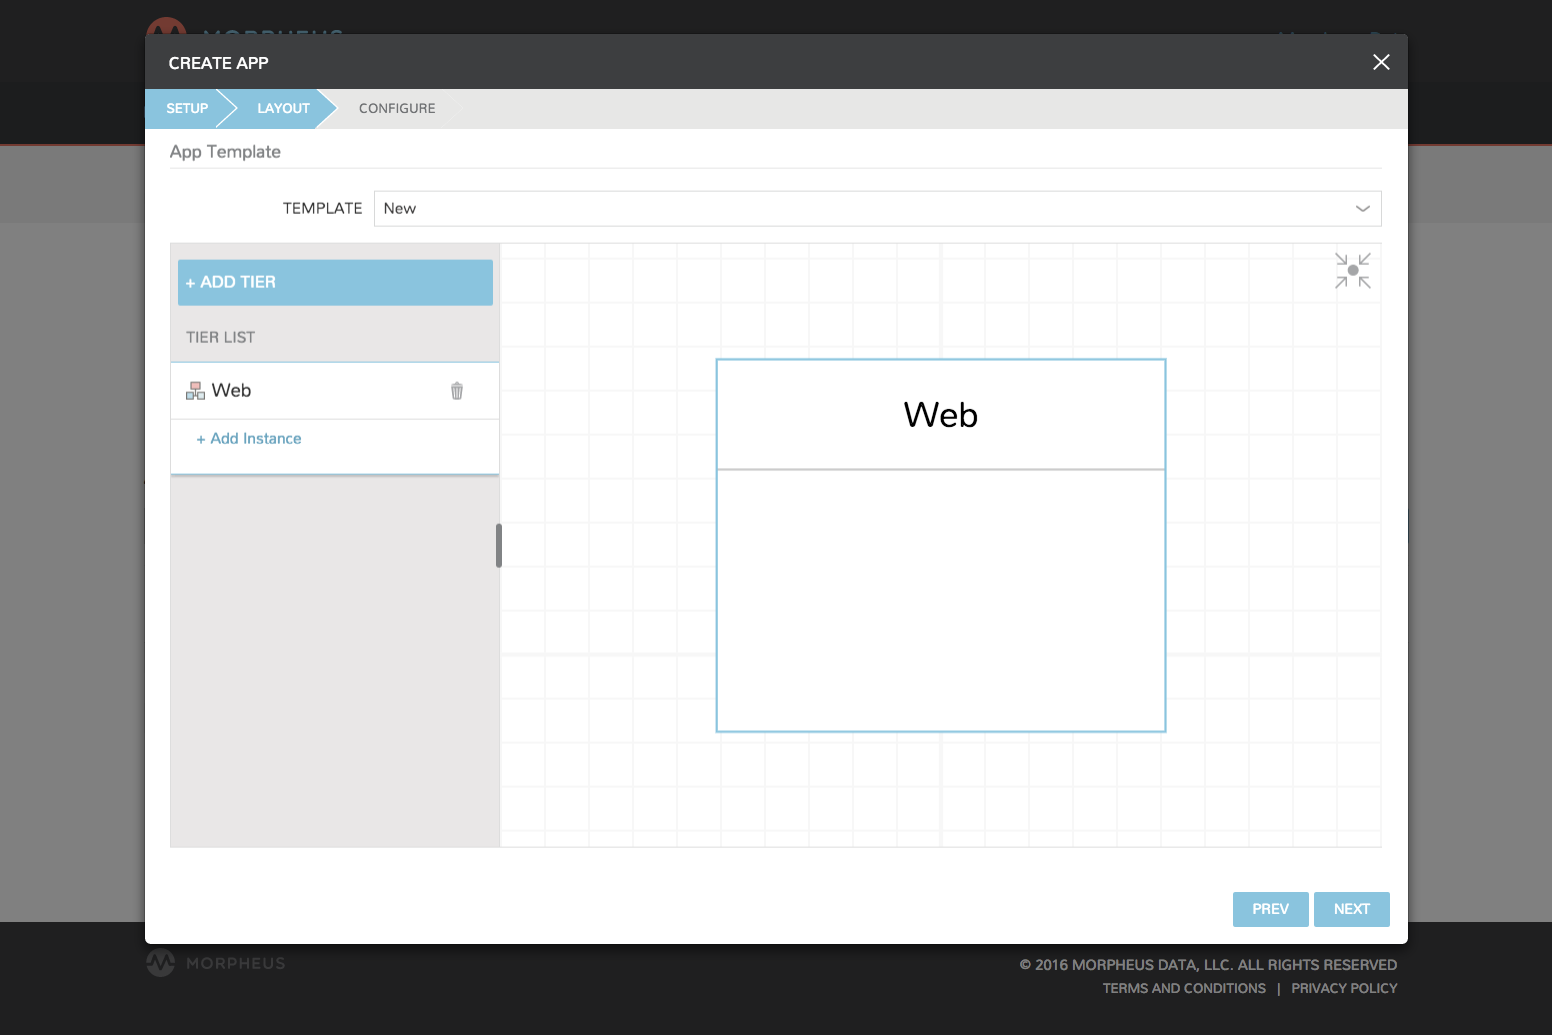 MORPHEUS
CREATE APP
SETUP
LAYOUT
CONFIGURE
App Template
TEMPLATE
New
+ ADD TIER
TIER LIST
Web
+ Add Instance
Web
PREV
NEXT
MORPHEUS
© 2016 MORPHEUS DATA, LLC. ALL RIGHTS RESERVED
TERMS AND CONDITIONS | PRIVACY POLICY